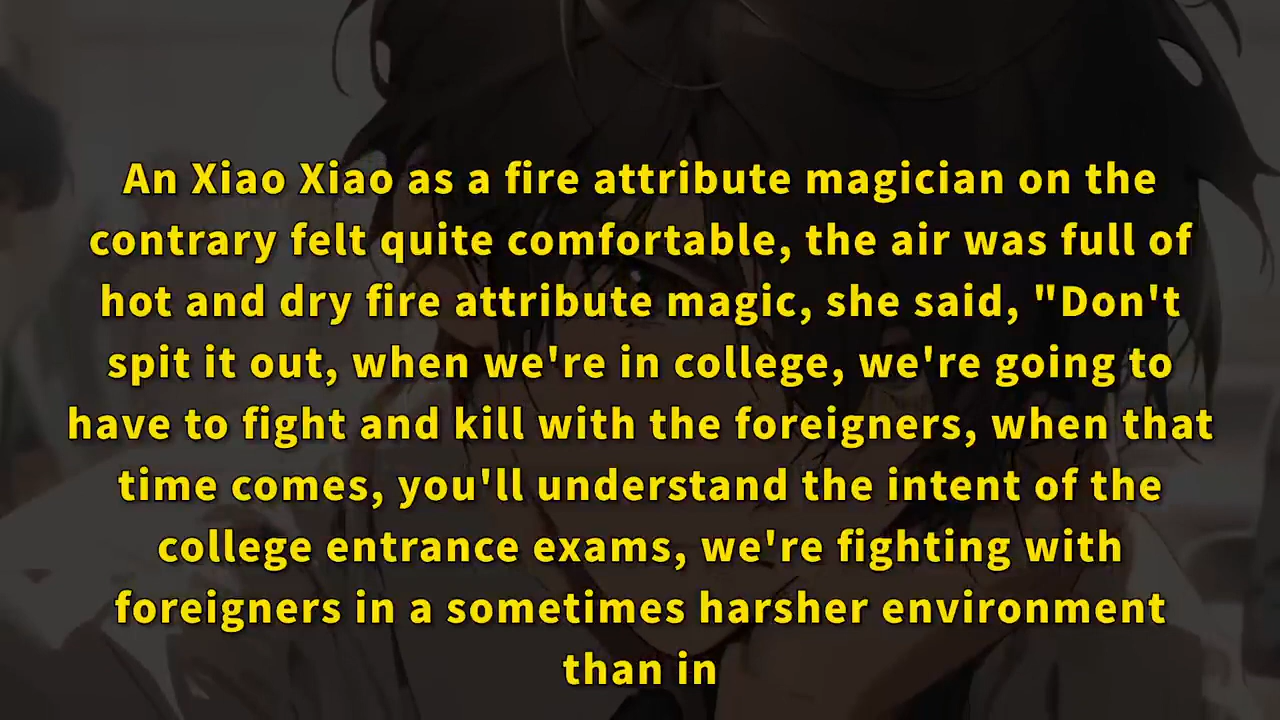 An Xiao Xiao as a fire attribute magician on the
contrary felt quite comfortable, the air was full of
hot and dry fire attribute magic, she said, "Don't
spit it out, when we're in college, we're going to
have to fight and kill with the foreigners, when that
time comes, you'll understand the intent of the
college entrance exams, we're fighting with
foreigners in a sometimes harsher environment
than in